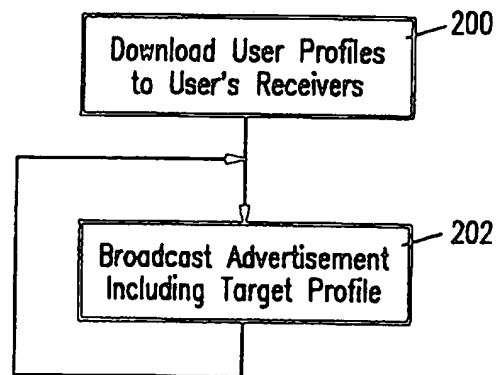 200
Download User Profiles
to User's Receivers
202
Broadcast Advertisement
Including Target Profile